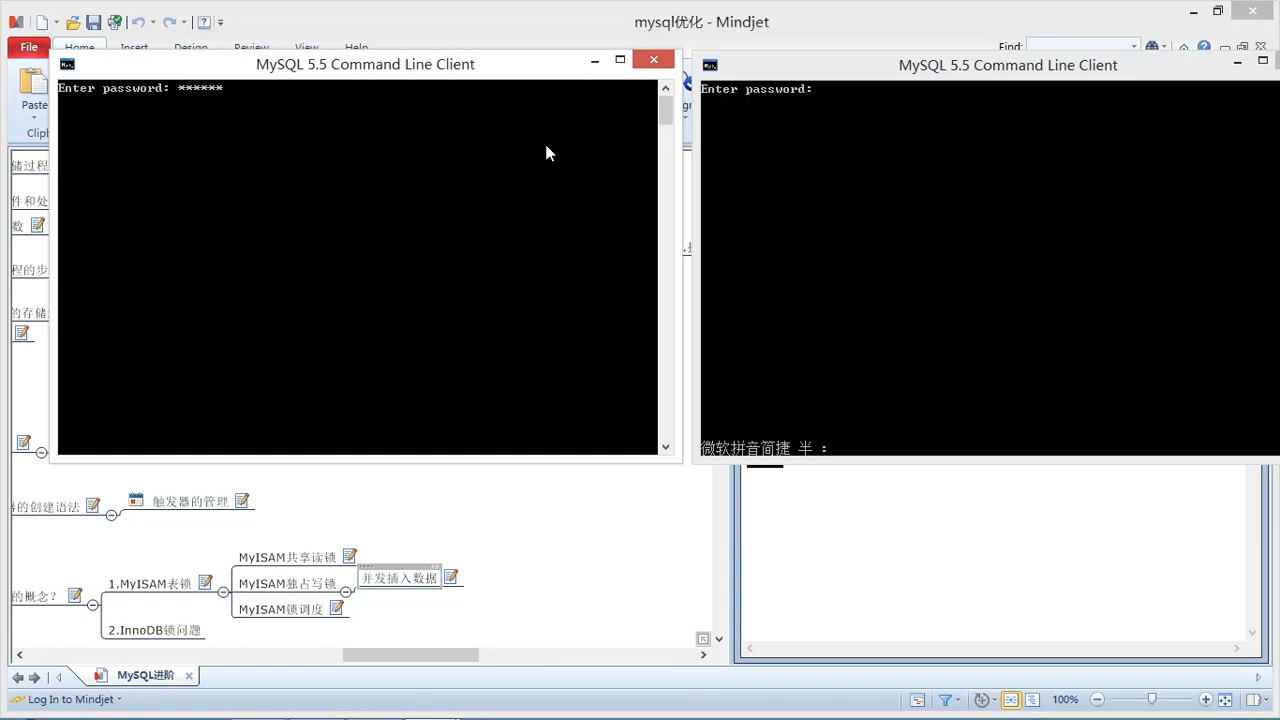 mysql优化 - Mindjet
File
Home
Insert
Design
Review
View
Help
Find:
Paste
MySQL 5.5 Command Line Client
Enter password: ******
MySQL 5.5 Command Line Client
Enter password:
微软拼音简捷 半 :
储过程
件和处
数
程的步
的存储
器的创建语法
触发器的管理
MyISAM共享读锁
1.MyISAM表锁
MyISAM独占写锁
并发插入数据
的概念?
MyISAM锁调度
2.InnoDB锁问题
MySQL进阶
Log In to Mindjet
100%